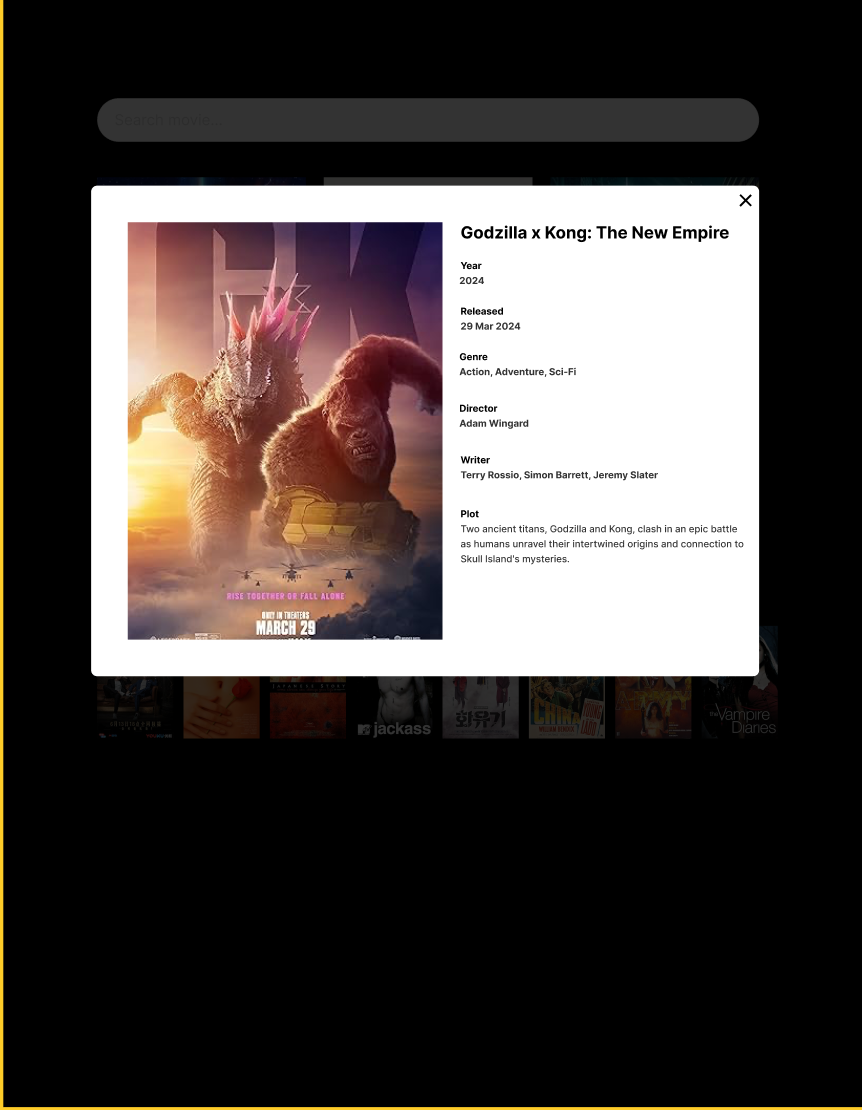 Search movie...
Godzilla x Kong: The New Empire
Year
2024
Released
29 Mar 2024
Genre
Action, Adventure, Sci-Fi
Director
Adam Wingard
Writer
Terry Rossio, Simon Barrett, Jeremy Slater
Plot
Two ancient titans, Godzilla and Kong, clash in an epic battle
as humans unravel their intertwined origins and connection to
Skull Island's mysteries.
GK
RISE TOGETHER OR FALL ALONE
ONLY IN THEATERS
MARCH 29
jackass
화유기
the Vampire
Diaries